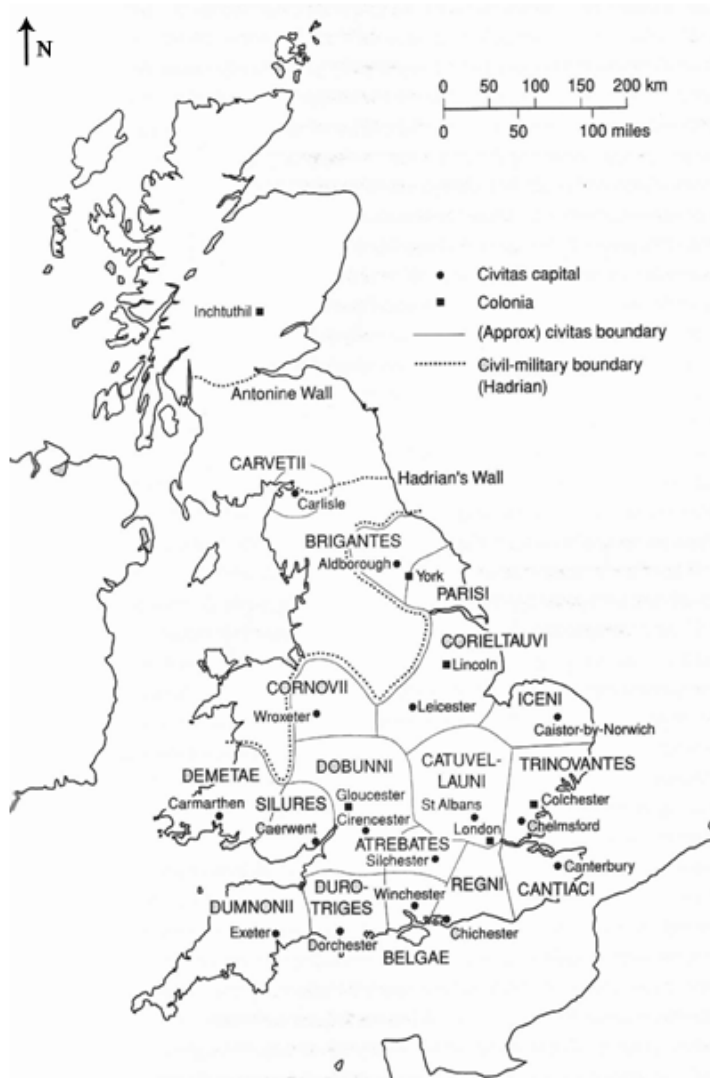 N
0 50 100 150 200 km
0 50 100 miles
Civitas capital
Colonia
(Approx) civitas boundary
Civil-military boundary
(Hadrian)
Inchtuthil
Antonine Wall
CARVETII
Hadrian's Wall
Carlisle
BRIGANTES
Aldborough
York
PARISI
CORIELTAUVI
Lincoln
CORNOVII
ICENI
Wroxeter
Leicester
Caistor-by-Norwich
DEMETAE
DOBUNNI
CATUVEL-
LAUNI
TRINOVANTES
Carmarthen
SILURES
Gloucester
St Albans
Colchester
Cirencester
London
Chelmsford
Caerwent
ATREBATES
Silchester
Canterbury
DUMNONII
DURO-
TRIGES
Winchester
REGNI
CANTIACI
Exeter
Dorchester
Chichester
BELGAE